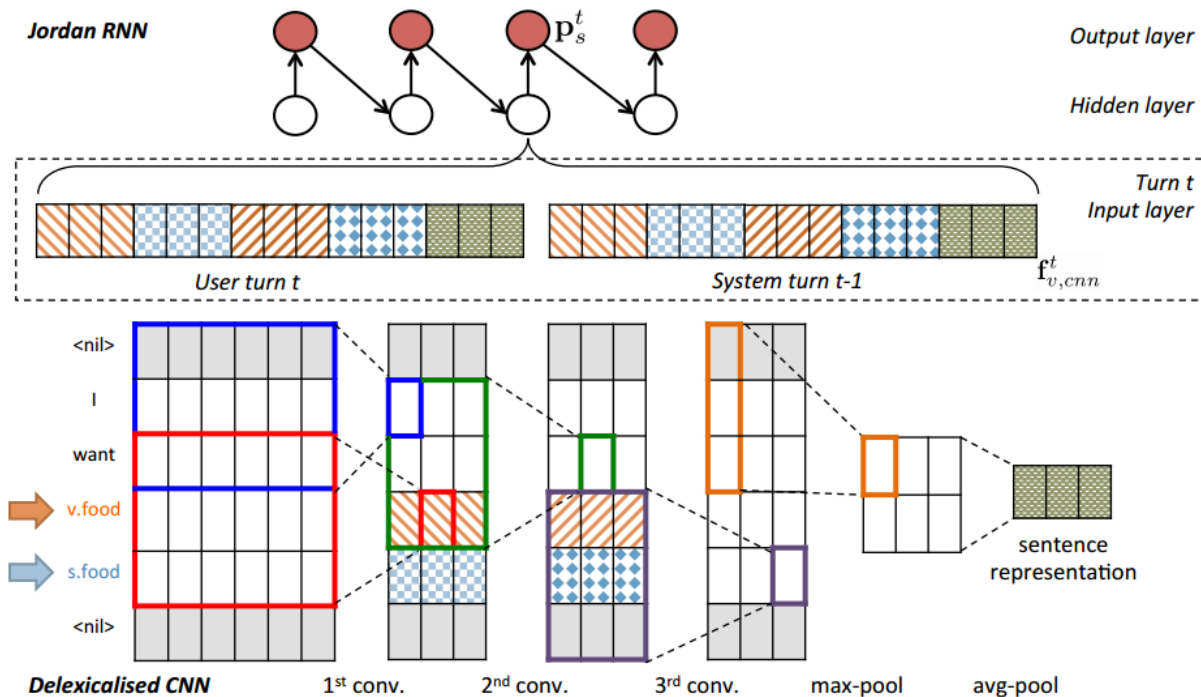 Jordan RNN
p_s^t
Output layer
Hidden layer
Turn t
Input layer
User turn t
System turn t-1
f_{v,cnn}^t
<nil>
I
want
v.food
s.food
<nil>
sentence
representation
Delexicalised CNN
1st conv.
2nd conv.
3rd conv.
max-pool
avg-pool